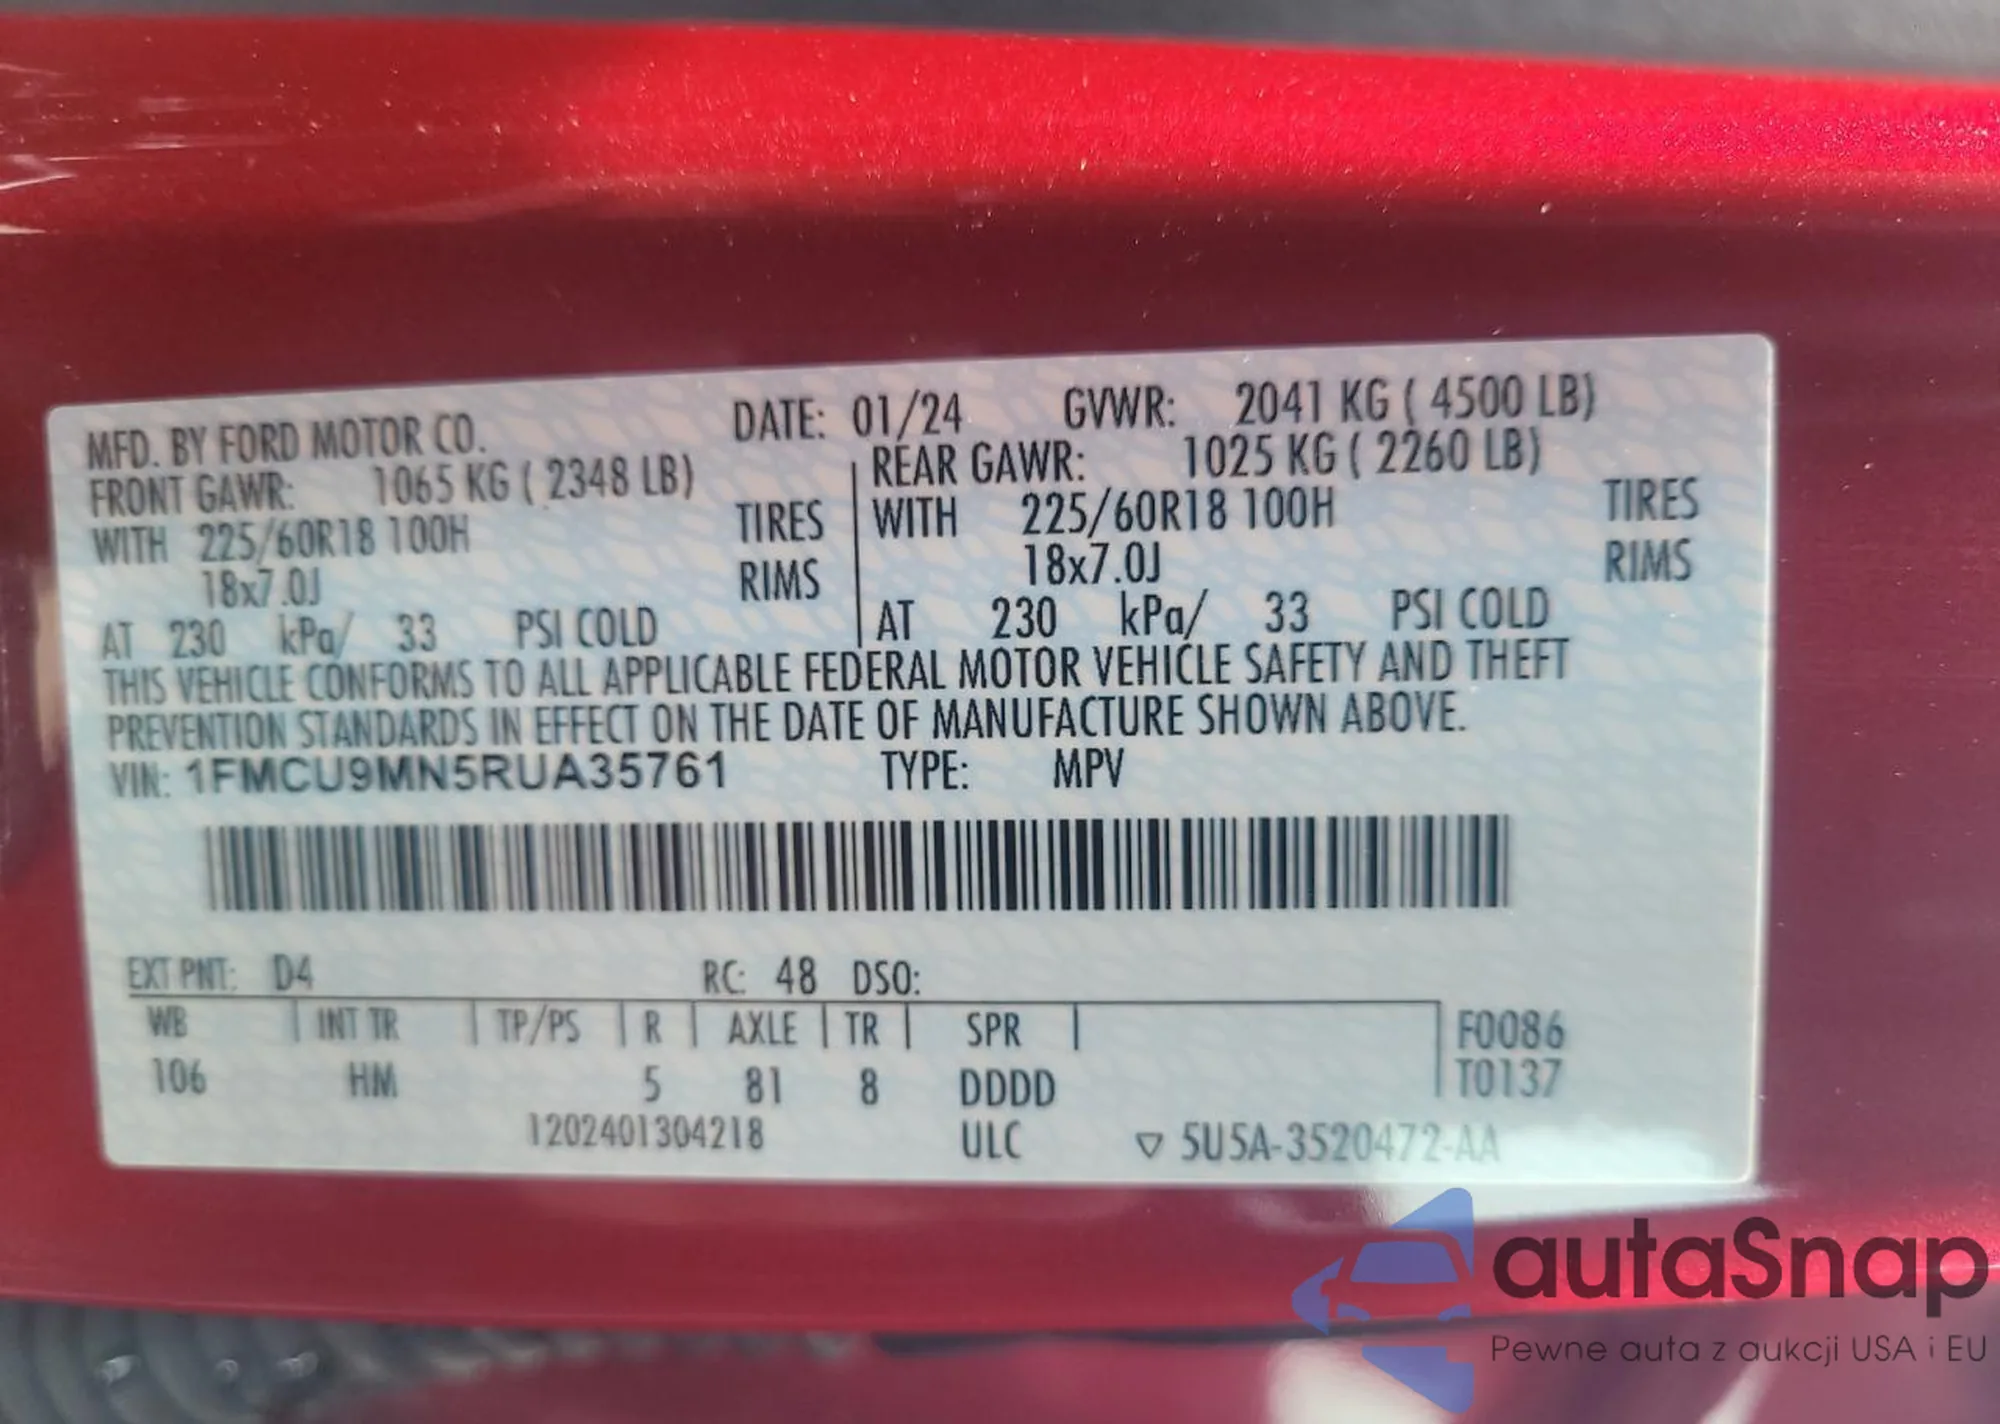 MFD. BY FORD MOTOR CO. DATE: 01/24 GVWR: 2041 KG ( 4500 LB)
FRONT GAWR: 1065 KG ( 2348 LB) REAR GAWR: 1025 KG ( 2260 LB)
WITH 225/60R18 100H TIRES WITH 225/60R18 100H TIRES
18x7.0J RIMS 18x7.0J RIMS
AT 230 kPa/ 33 PSI COLD AT 230 kPa/ 33 PSI COLD
THIS VEHICLE CONFORMS TO ALL APPLICABLE FEDERAL MOTOR VEHICLE SAFETY AND THEFT
PREVENTION STANDARDS IN EFFECT ON THE DATE OF MANUFACTURE SHOWN ABOVE.
VIN: 1FMCU9MN5RUA35761 TYPE: MPV
EXT PNT: D4 RC: 48 DSO:
WB INT TR TP/PS R AXLE TR SPR F0086
106 HM 5 81 8 DDDD T0137
1202401304218 ULC ▽ 5U5A-3520472-AA
autaSnap
Pewne auta z aukcji USA i EU